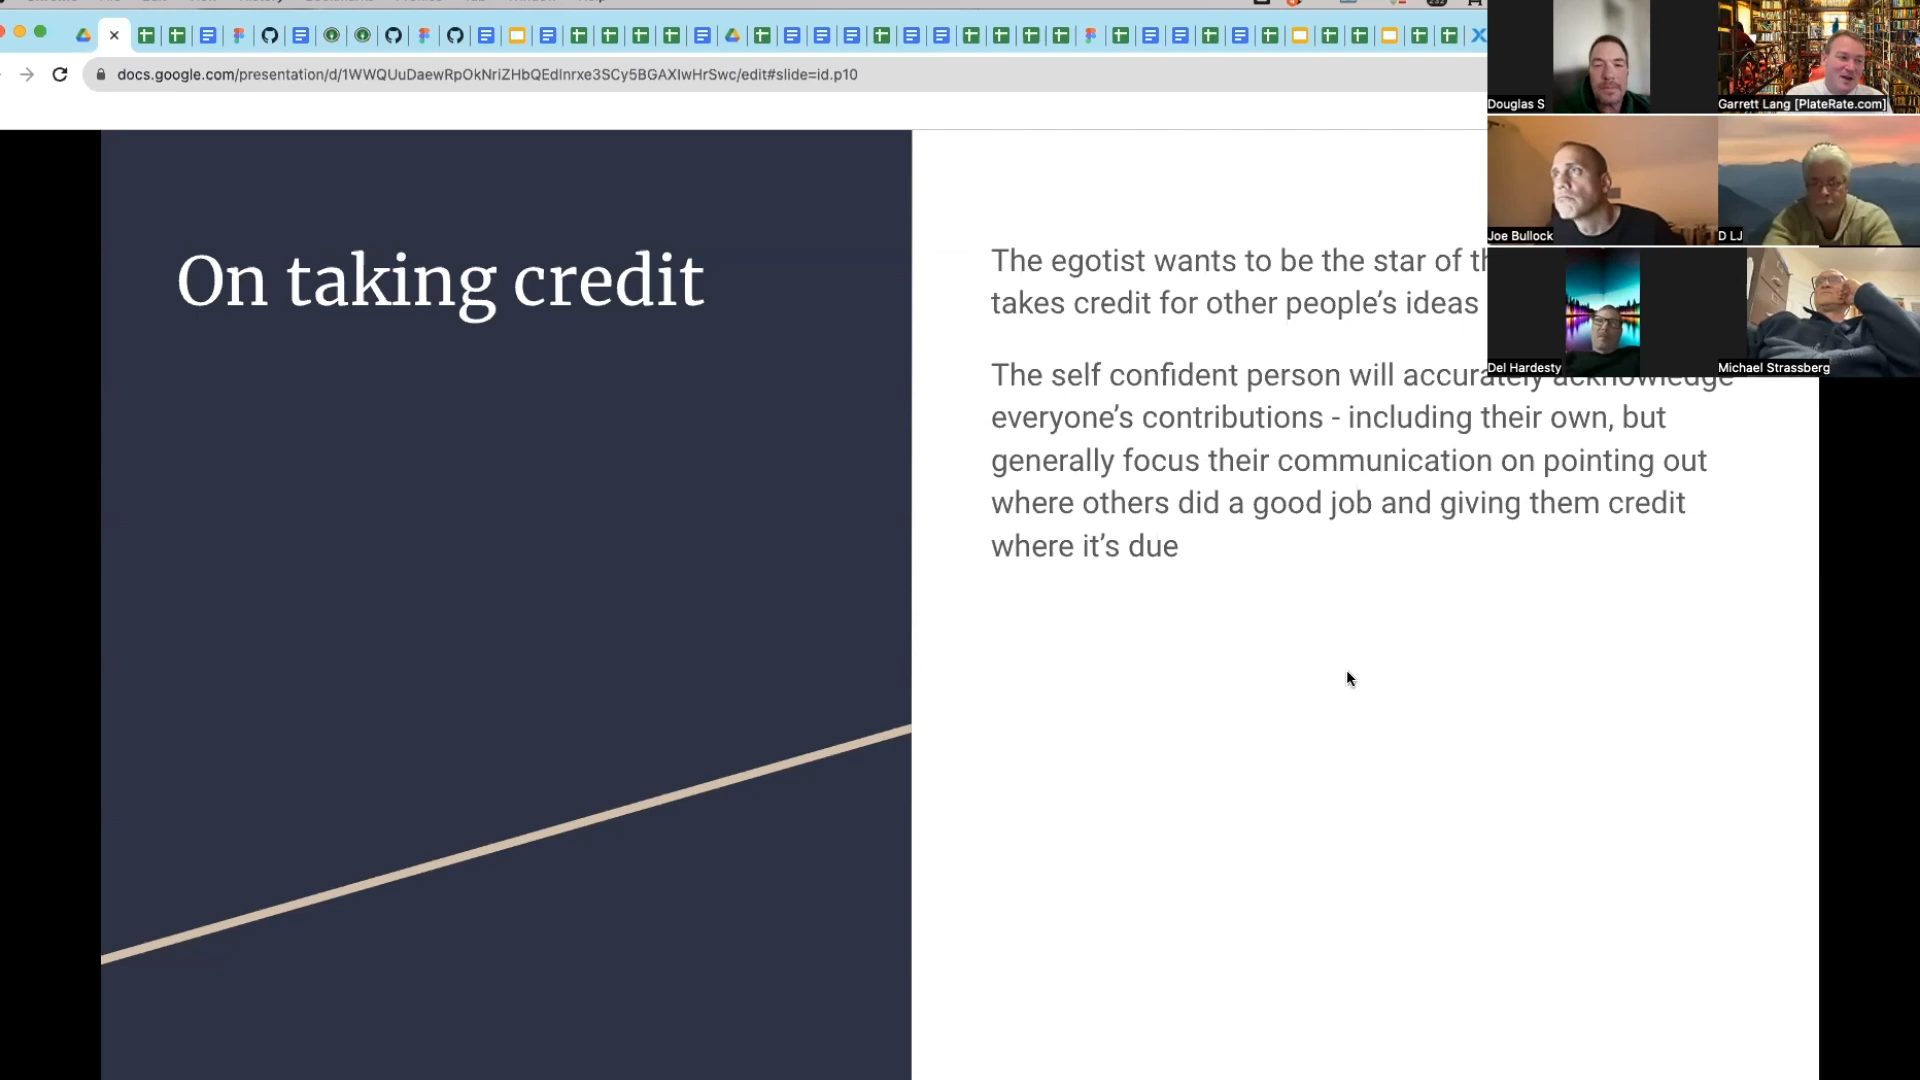 docs.google.com/presentation/d/1WWQUuDaewRpOkNriZHbQEdlnrxe3SCy5BGAXIwHrSwc/edit#slide=id.p10
Douglas S
Garrett Lang [PlateRate.com]
Joe Bullock
D LJ
Del Hardesty
Michael Strassberg
On taking credit
The egotist wants to be the star of
takes credit for other people’s ideas
The self confident person will accurately acknowledge
everyone’s contributions - including their own, but
generally focus their communication on pointing out
where others did a good job and giving them credit
where it’s due